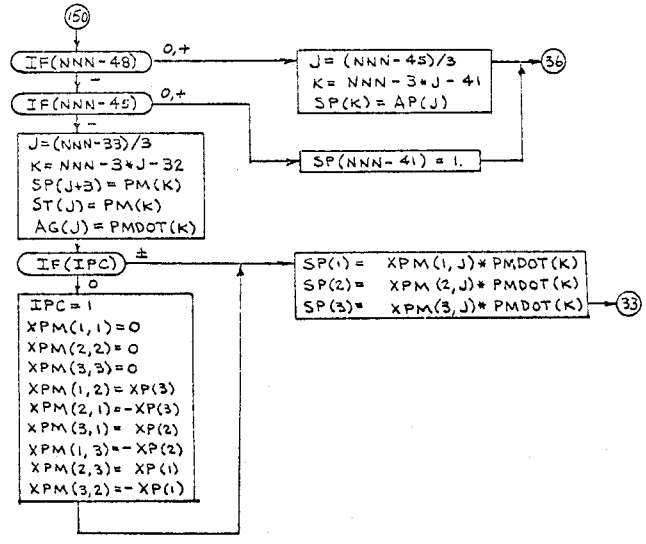 150
IF(NNN-48)
0,+
J= (NNN-45)/3
K= NNN-3*J-41
SP(K)=AP(J)
36
-
IF(NNN-45)
0,+
SP(NNN-41) = 1.
-
J=(NNN-33)/3
K= NNN-3*J-32
SP(J+3)=PM(K)
ST(J)=PM(K)
AG(J)=PMDOT(K)
IF(IPC)
±
SP(1)= XPM(1,J)* PMDOT(K)
SP(2)= XPM(2,J)* PMDOT(K)
SP(3)= XPM(3,J)* PMDOT(K)
33
0
IPC=1
XPM(1,1)=0
XPM(2,2)=0
XPM(3,3)=0
XPM(1,2)=XP(3)
XPM(2,1)=-XP(3)
XPM(3,1)= XP(2)
XPM(1,3)=-XP(2)
XPM(2,3)= XP(1)
XPM(3,2)=-XP(1)